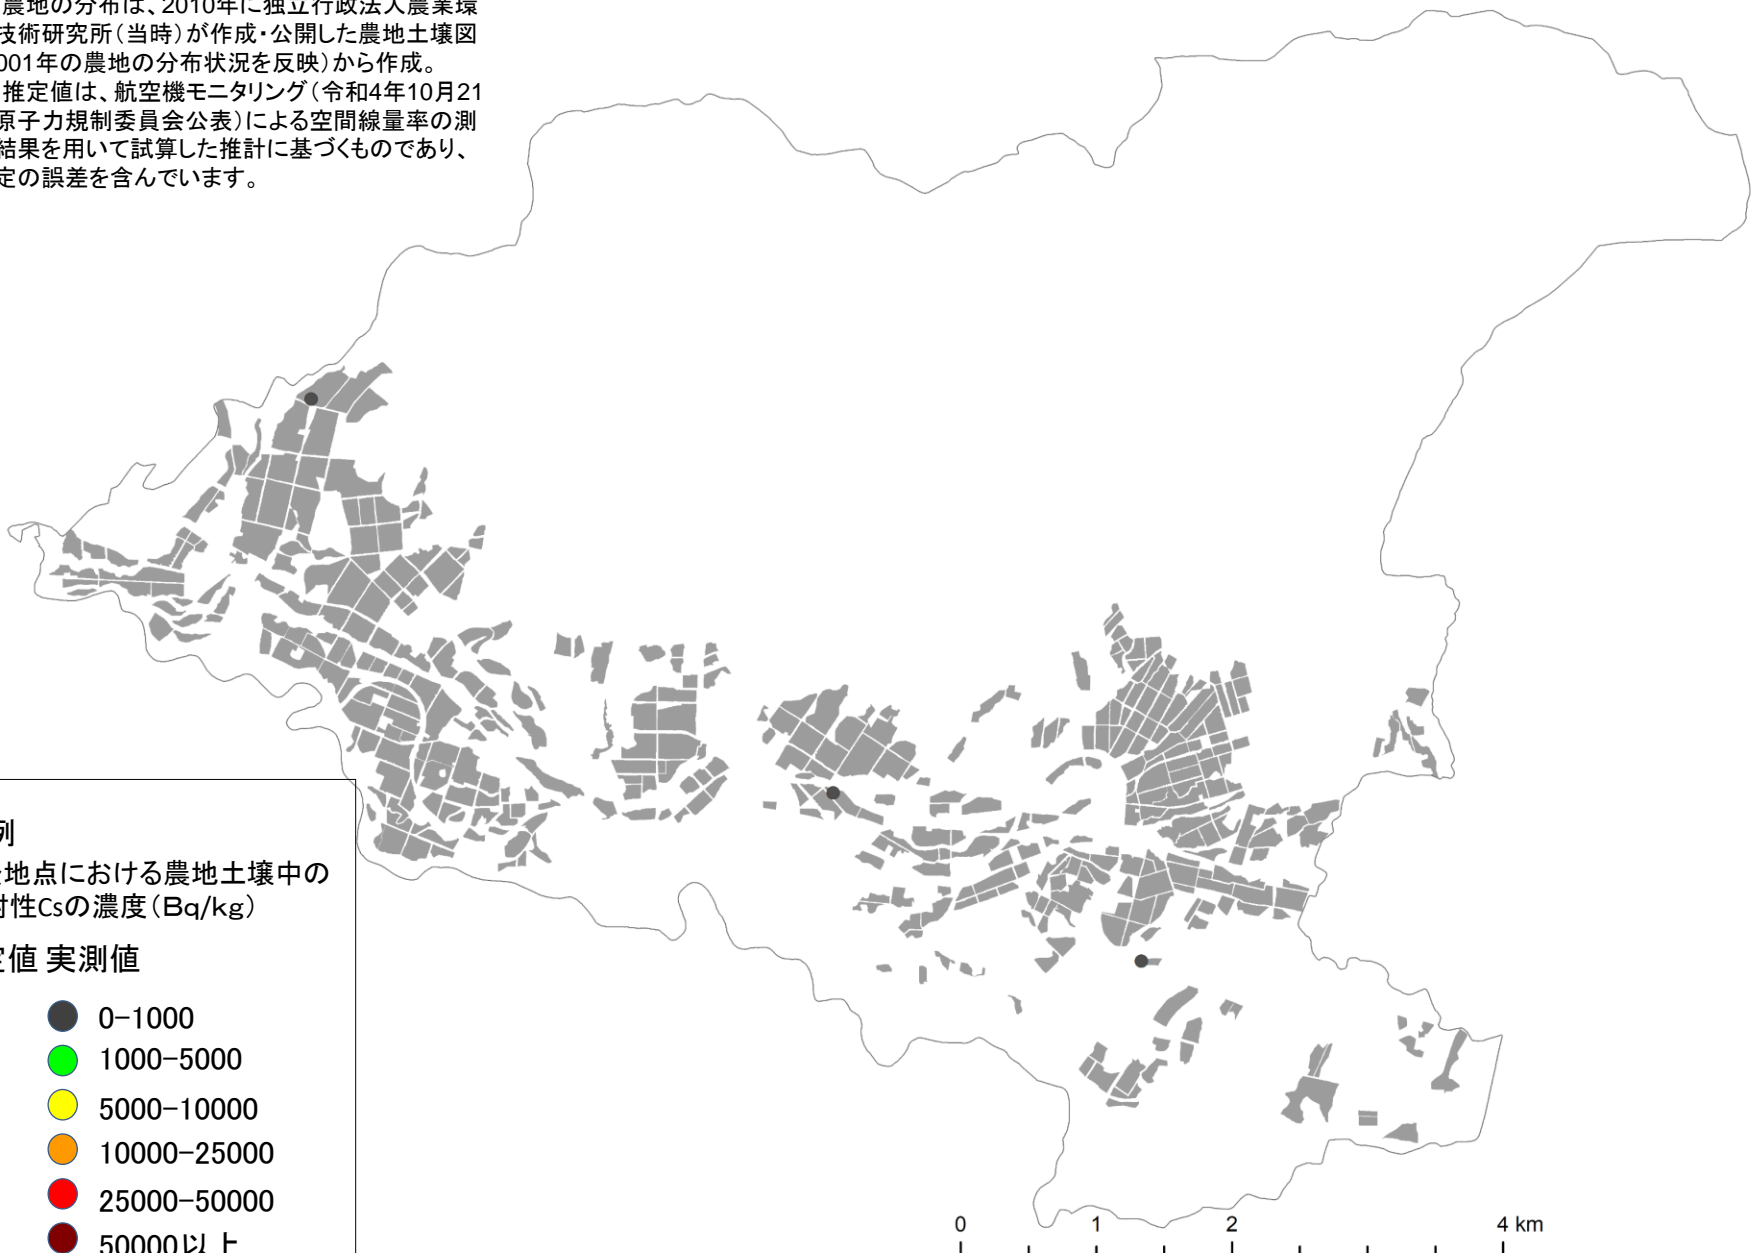 農地の分布は、2010年に独立行政法人農業環
技術研究所（当時）が作成・公開した農地土壌図
001年の農地の分布状況を反映）から作成。
推定値は、航空機モニタリング（令和4年10月21
原子力規制委員会公表）による空間線量率の測
結果を用いて試算した推計に基づくものであり、
定の誤差を含んでいます。
例
地点における農地土壌中の
射性Csの濃度（Bq/kg）
定値 実測値
0-1000
1000-5000
5000-10000
10000-25000
25000-50000
50000以上
0 1 2 4 km